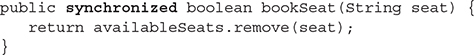 public synchronized boolean bookSeat(String seat) {
   return availableSeats.remove(seat);
}